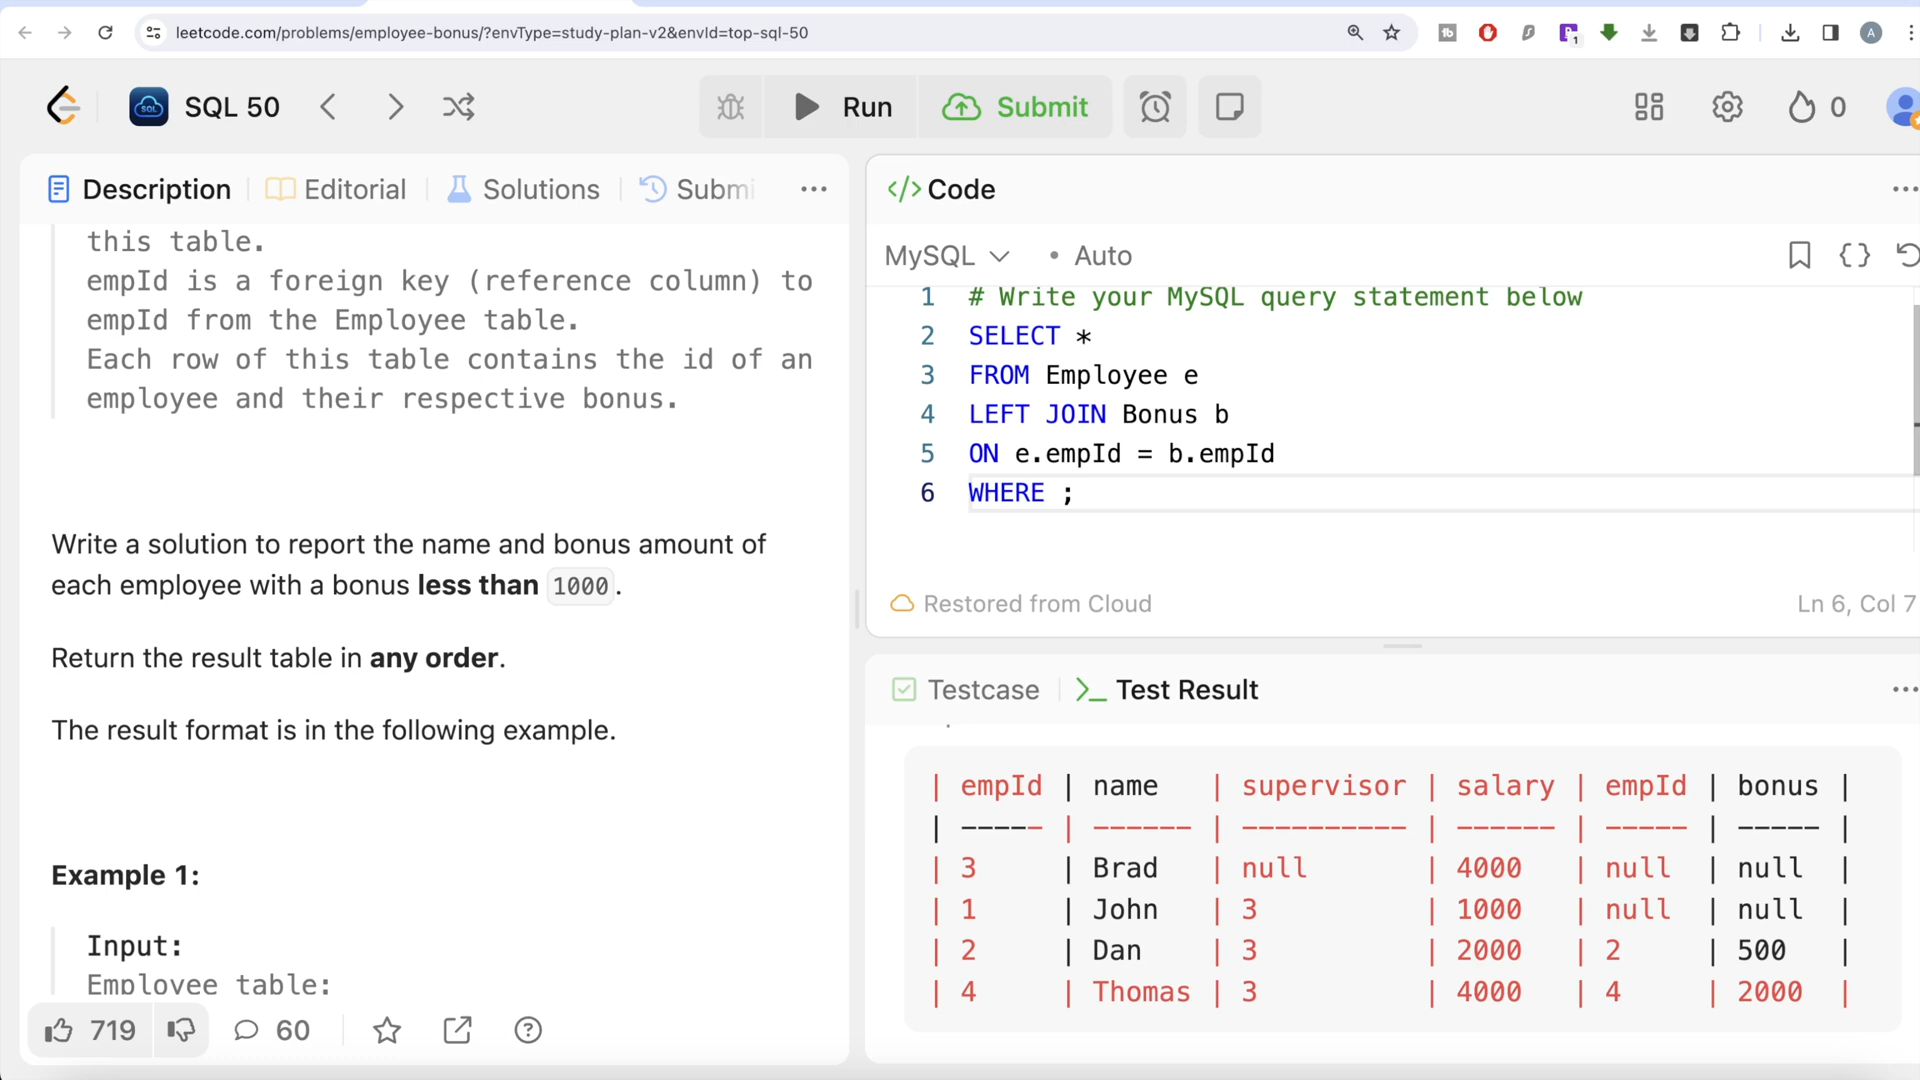 leetcode.com/problems/employee-bonus/?envType=study-plan-v2&envId=top-sql-50
1
A
SQL 50
Run
Submit
0
Description
Editorial
Solutions
Submi
this table.
empId is a foreign key (reference column) to
empId from the Employee table.
Each row of this table contains the id of an
employee and their respective bonus.
Write a solution to report the name and bonus amount of
each employee with a bonus less than 1000.
Return the result table in any order.
The result format is in the following example.
Example 1:
Input:
Employee table:
719
60
</> Code
MySQL • Auto
1 # Write your MySQL query statement below
2 SELECT *
3 FROM Employee e
4 LEFT JOIN Bonus b
5 ON e.empId = b.empId
6 WHERE ;
Restored from Cloud
Ln 6, Col 7
Testcase
Test Result
| empId | name | supervisor | salary | empId | bonus |
| ----- | ------ | ---------- | ------ | ----- | ----- |
| 3 | Brad | null | 4000 | null | null |
| 1 | John | 3 | 1000 | null | null |
| 2 | Dan | 3 | 2000 | 2 | 500 |
| 4 | Thomas | 3 | 4000 | 4 | 2000 |